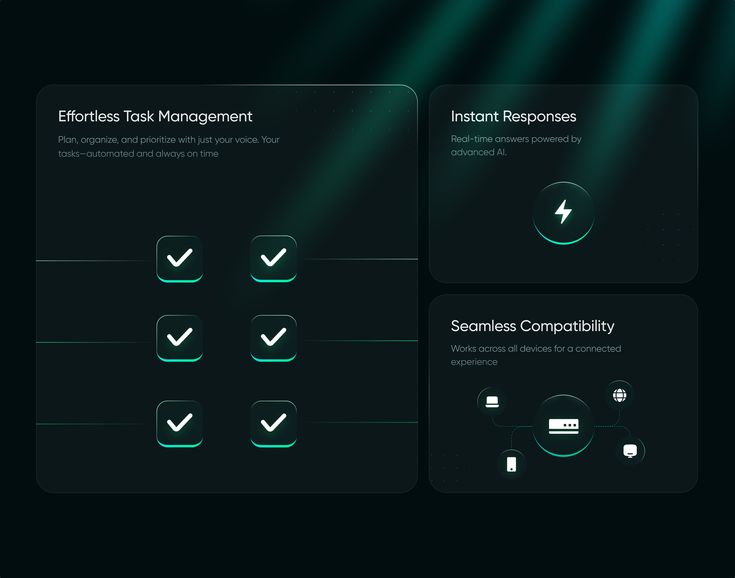 Effortless Task Management
Plan, organize, and prioritize with just your voice. Your
tasks—automated and always on time
Instant Responses
Real-time answers powered by
advanced AI.
Seamless Compatibility
Works across all devices for a connected
experience